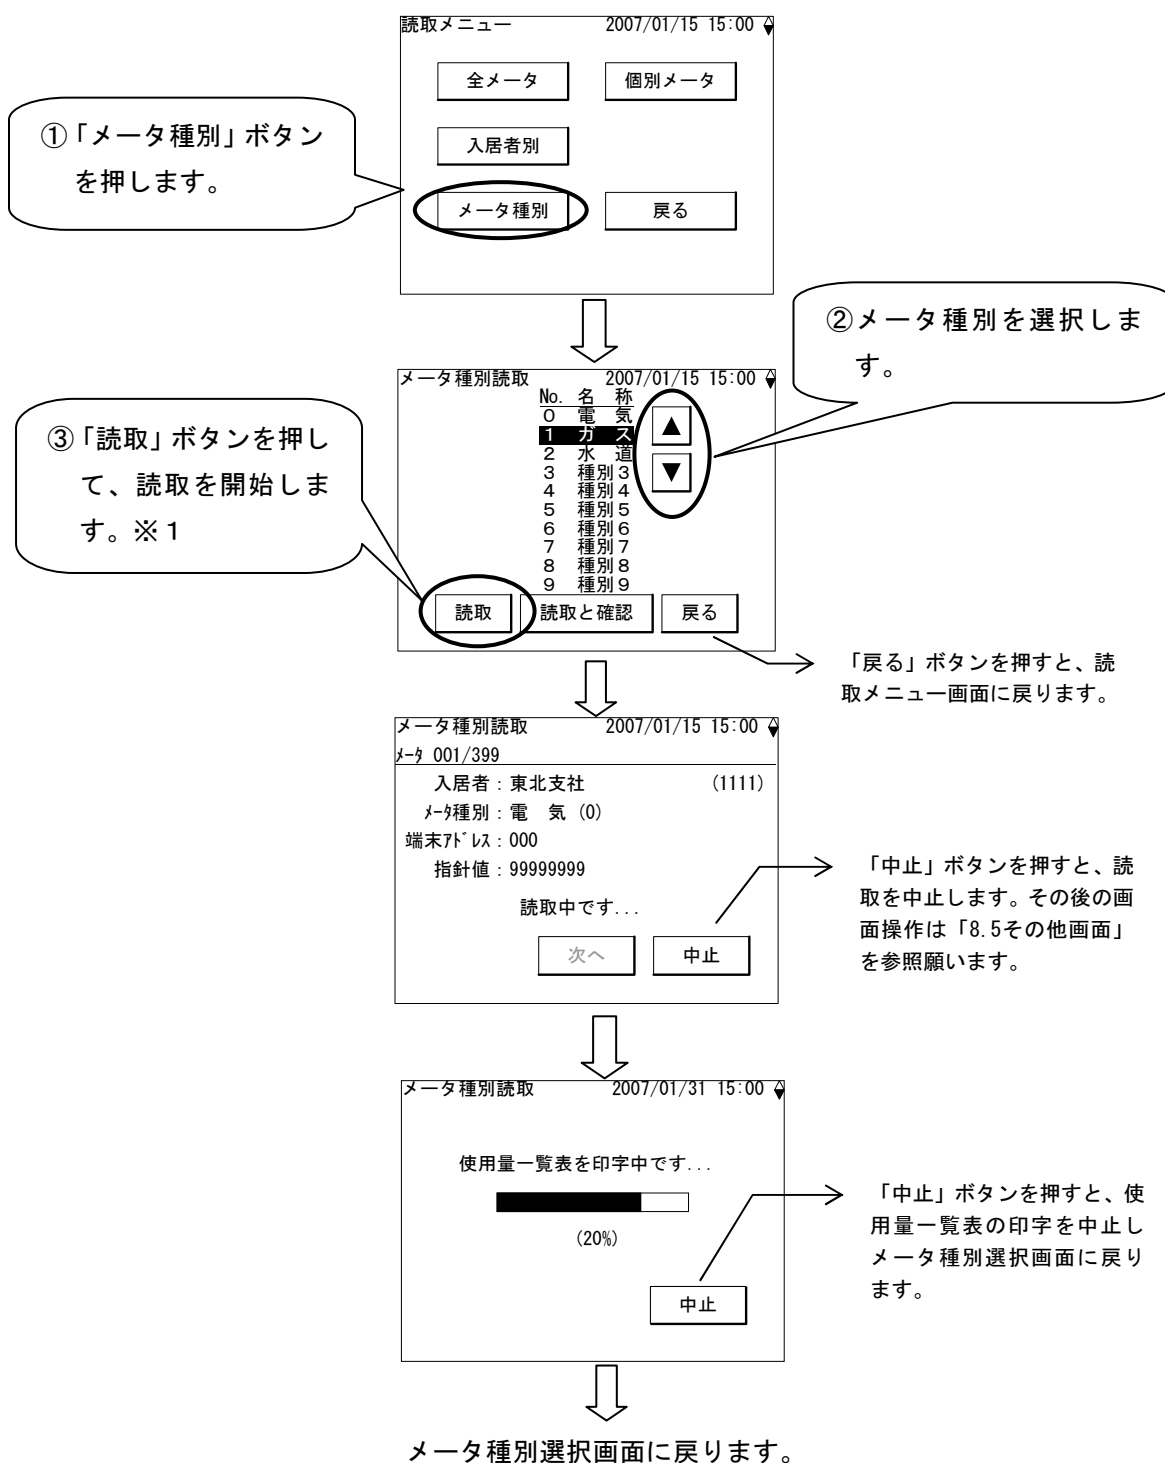 読取メニュー 2007/01/15 15:00
全メータ 個別メータ
入居者別
メータ種別 戻る
①「メータ種別」ボタン
を押します。
②メータ種別を選択しま
す。
メータ種別読取 2007/01/15 15:00
No. 名 称
0 電 気
1 ガ ス
2 水 道
3 種別3
4 種別4
5 種別5
6 種別6
7 種別7
8 種別8
9 種別9
▲
▼
読取 読取と確認 戻る
③「読取」ボタンを押し
て、読取を開始しま
す。※1
「戻る」ボタンを押すと、読
取メニュー画面に戻ります。
メータ種別読取 2007/01/15 15:00
ﾒｰﾀ 001/399
入居者：東北支社 (1111)
ﾒｰﾀ種別：電 気 (0)
端末ｱﾄﾞﾚｽ：000
指針値：99999999
読取中です...
次へ 中止
「中止」ボタンを押すと、読
取を中止します。その後の画
面操作は「8.5その他画面」
を参照願います。
メータ種別読取 2007/01/31 15:00
使用量一覧表を印字中です...
(20%)
中止
「中止」ボタンを押すと、使
用量一覧表の印字を中止し
メータ種別選択画面に戻り
ます。
メータ種別選択画面に戻ります。